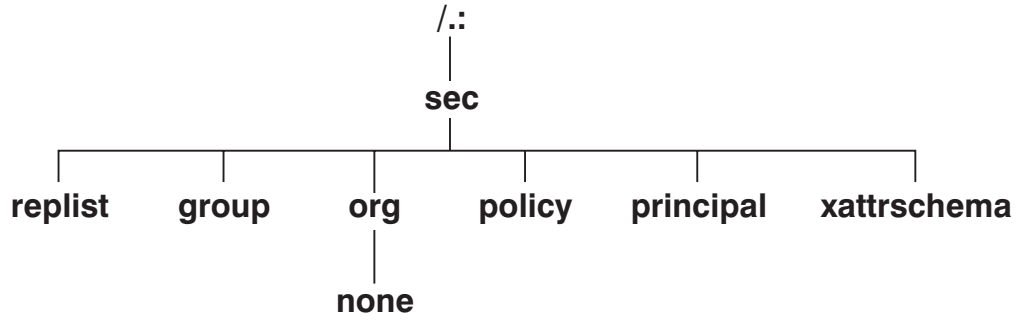 /.:
sec
replist group org policy principal xattrschema
none